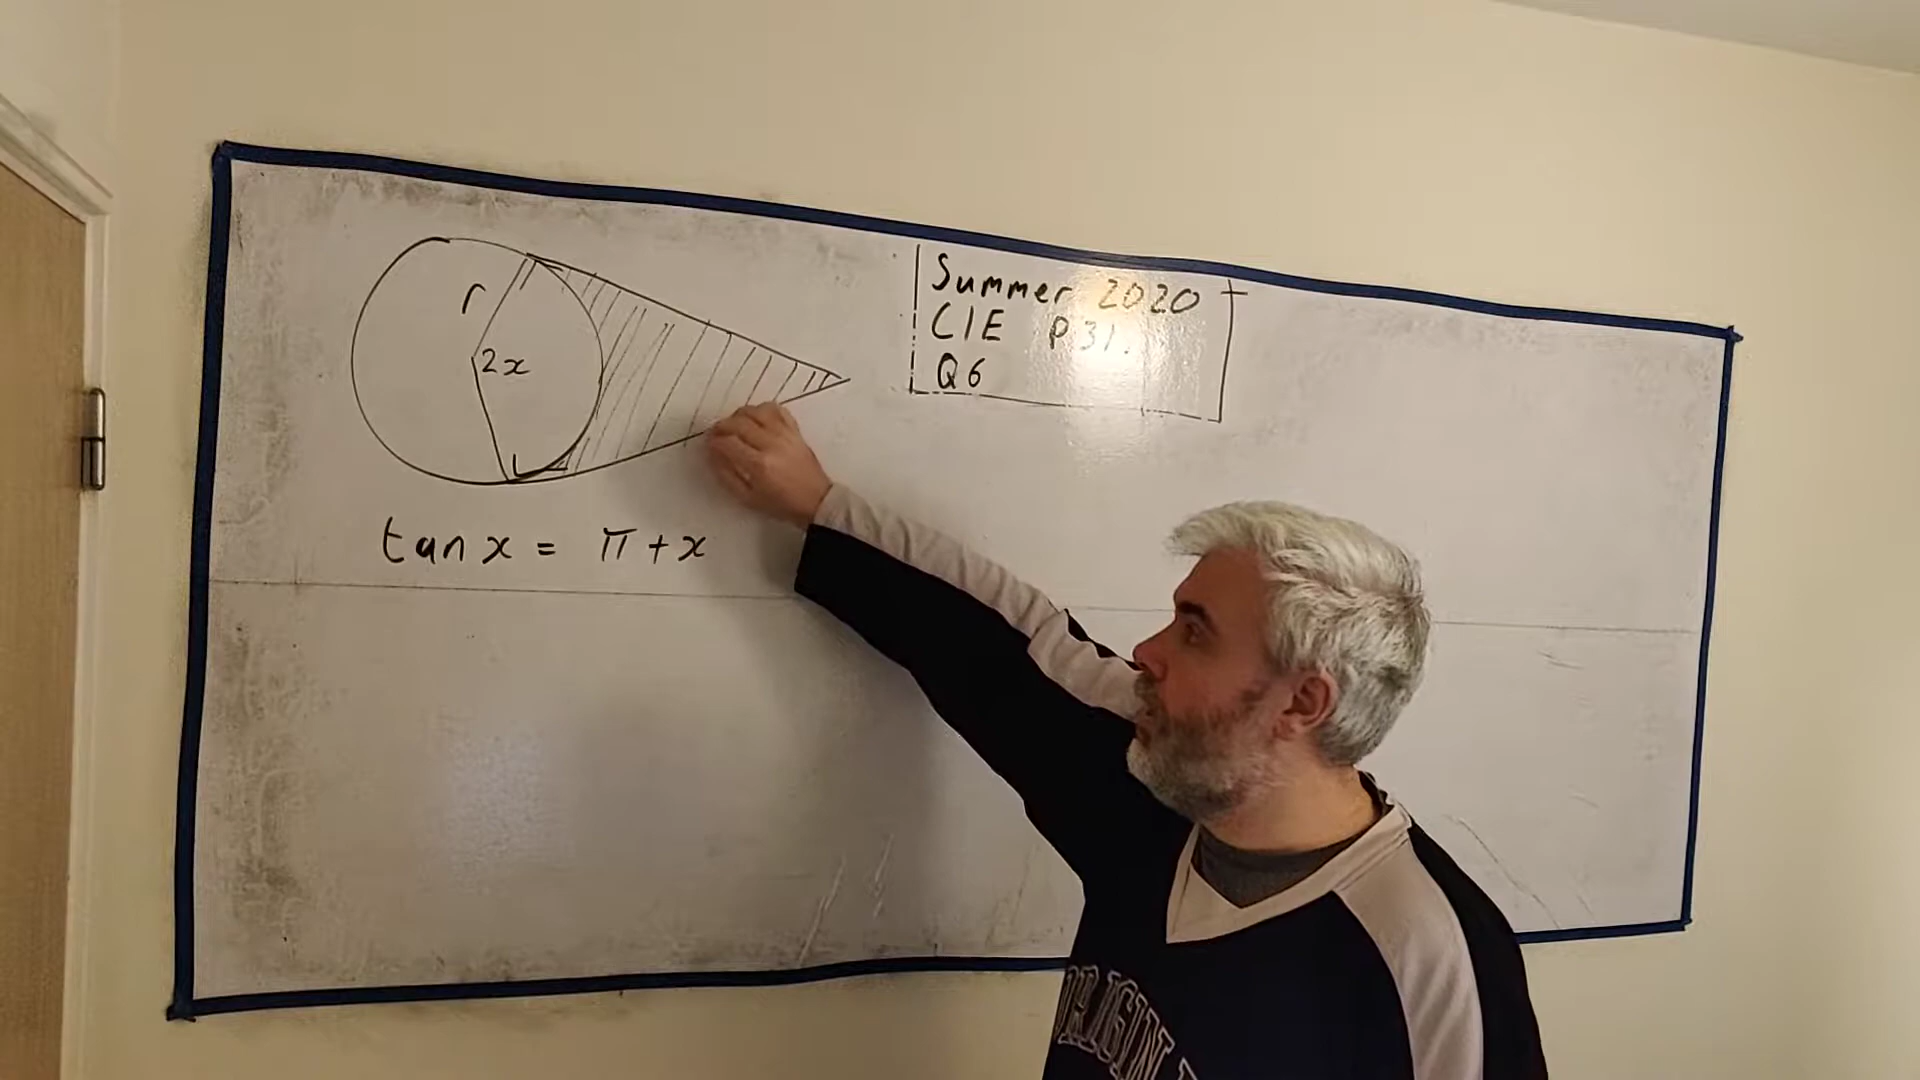 r
2x
Summer 2020
CIE P31.
Q6
tan x = π + x